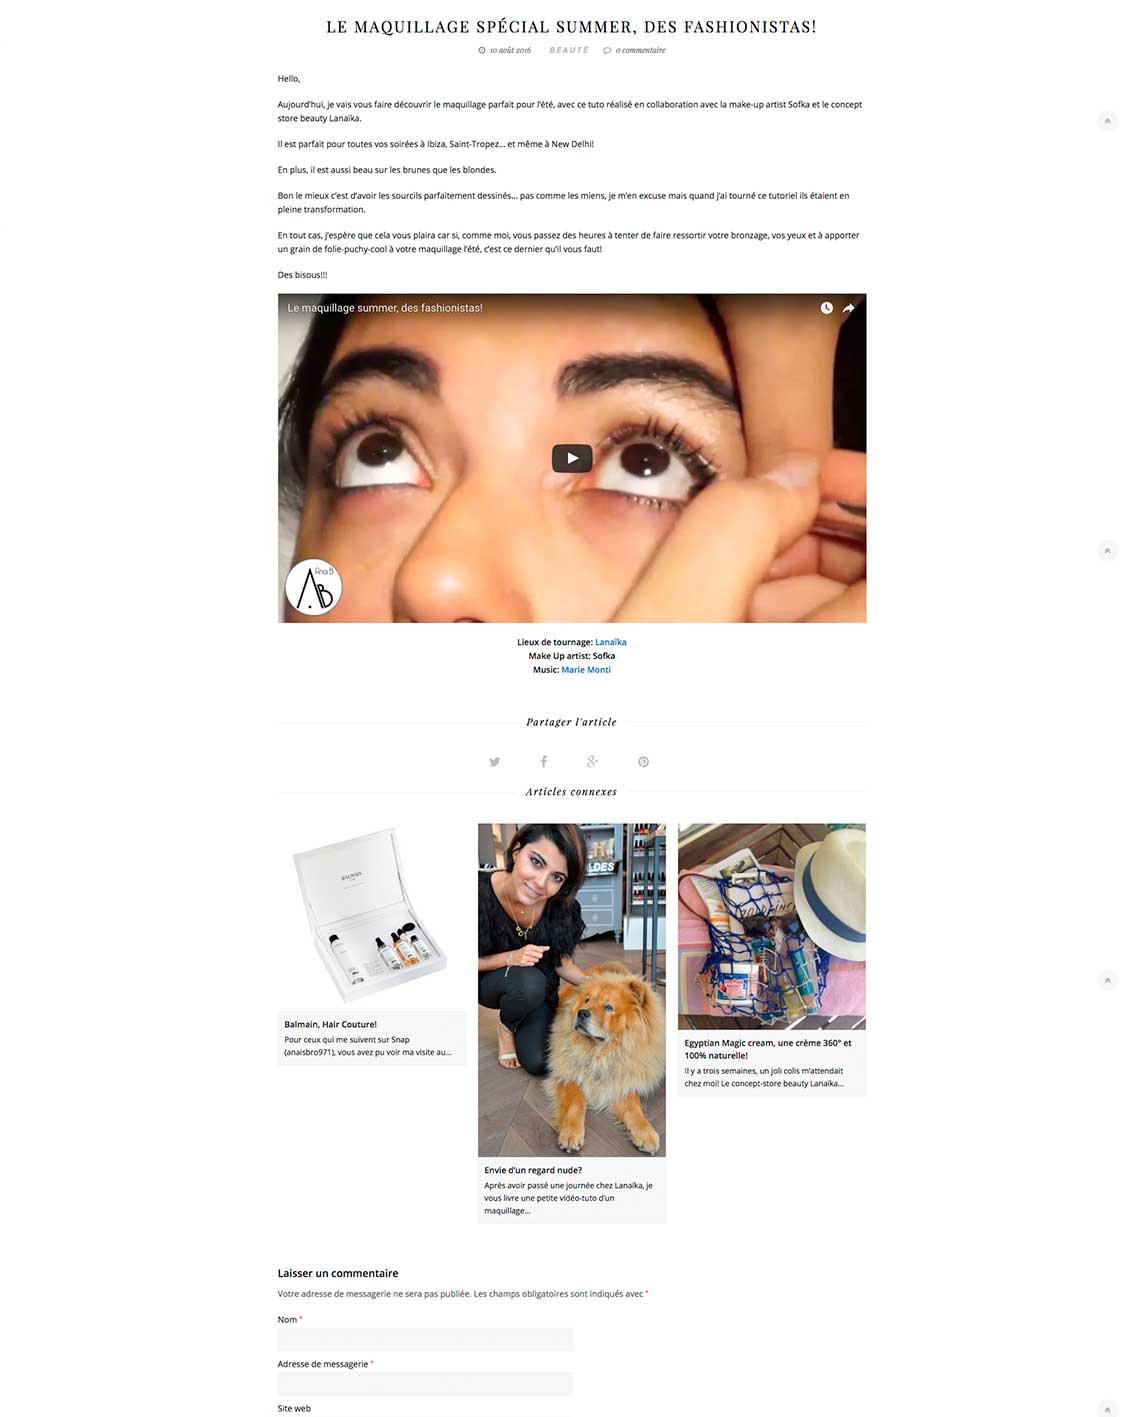 LE MAQUILLAGE SPÉCIAL SUMMER, DES FASHIONISTAS!
10 août 2016 BEAUTÉ 0 commentaire
Hello,
Aujourd'hui, je vais vous faire découvrir le maquillage parfait pour l'été, avec ce tuto réalisé en collaboration avec la make-up artist Sofka et le concept
store beauty Lanaïka.
Il est parfait pour toutes vos soirées à Ibiza, Saint-Tropez... et même à New Delhi!
En plus, il est aussi beau sur les brunes que les blondes.
Bon le mieux c'est d'avoir les sourcils parfaitement dessinés... pas comme les miens, je m'en excuse mais quand j'ai tourné ce tutoriel ils étaient en
pleine transformation.
En tout cas, j'espère que cela vous plaira car si, comme moi, vous passez des heures à tenter de faire ressortir votre bronzage, vos yeux et à apporter
un grain de folie-puchy-cool à votre maquillage l'été, c'est ce dernier qu'il vous faut!
Des bisous!!!
Le maquillage summer, des fashionistas!
Ana B
A.B
Lieux de tournage: Lanaïka
Make Up artist: Sofka
Music: Marie Monti
Partager l'article
Articles connexes
BALMAIN
LDES
Balmain, Hair Couture!
Pour ceux qui me suivent sur Snap
(anaisbro971), vous avez pu voir ma visite au...
Envie d'un regard nude?
Après avoir passé une journée chez Lanaïka, je
vous livre une petite vidéo-tuto d'un
maquillage...
Egyptian Magic cream, une crème 360° et
100% naturelle!
Il y a trois semaines, un joli colis m'attendait
chez moi! Le concept-store beauty Lanaïka...
Laisser un commentaire
Votre adresse de messagerie ne sera pas publiée. Les champs obligatoires sont indiqués avec *
Nom *
Adresse de messagerie *
Site web